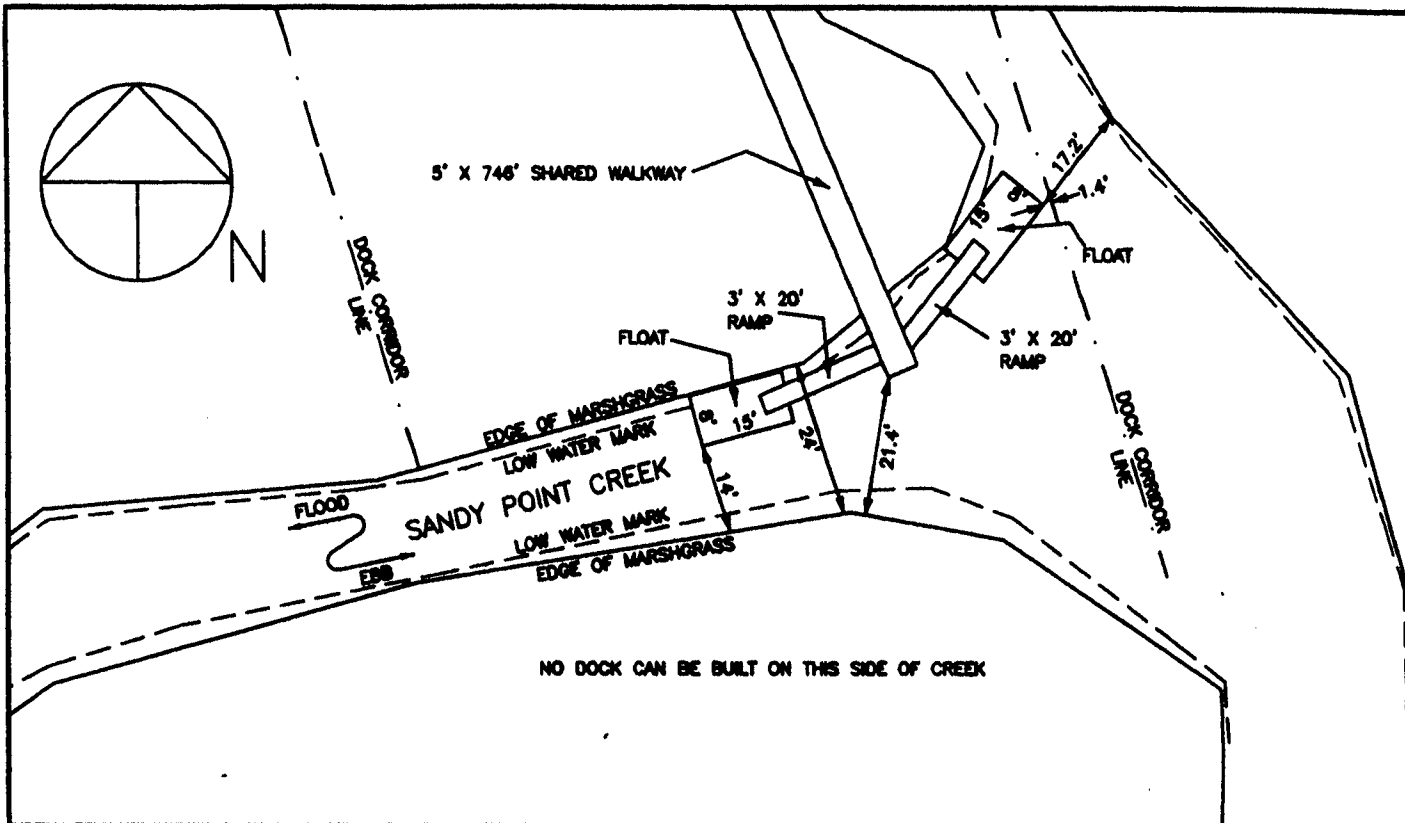 N
5' X 746' SHARED WALKWAY
DOCK CORRIDOR
LINE
17.2'
1.4'
8'
15'
FLOAT
3' X 20'
RAMP
FLOAT
3' X 20'
RAMP
EDGE OF MARSHGRASS
LOW WATER MARK
8'
15'
24'
21.4'
14'
DOCK CORRIDOR
LINE
FLOOD
SANDY POINT CREEK
EBB
LOW WATER MARK
EDGE OF MARSHGRASS
NO DOCK CAN BE BUILT ON THIS SIDE OF CREEK